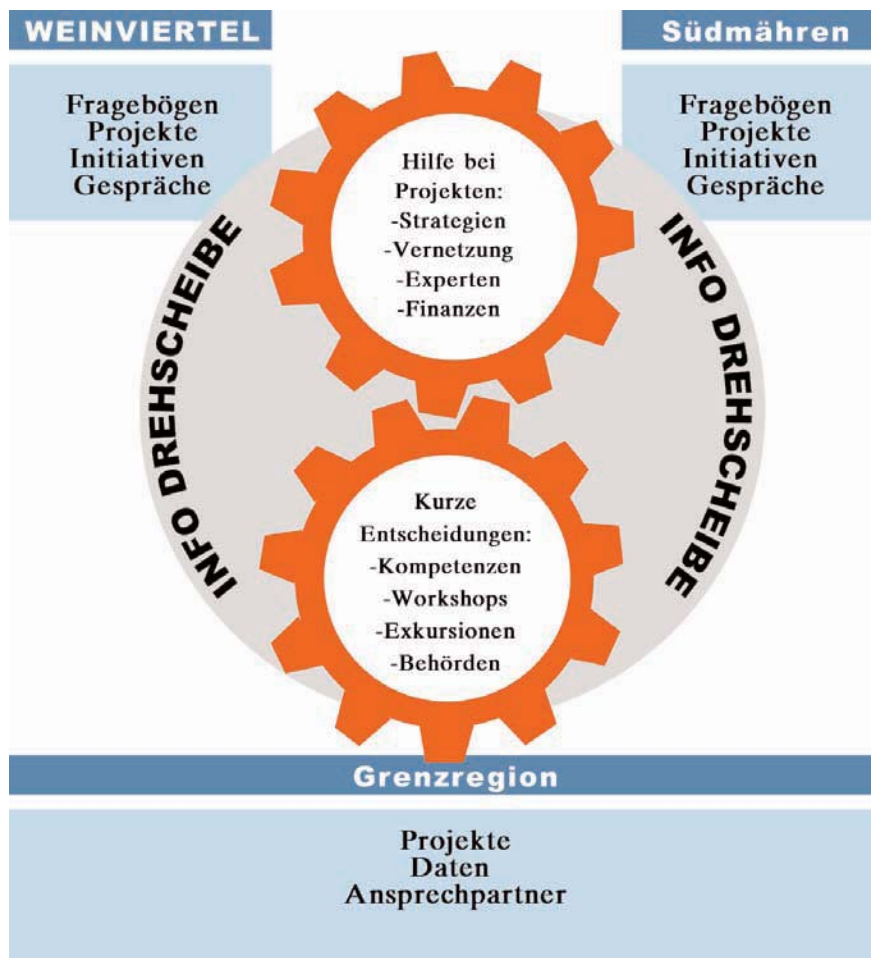 WEINVIERTEL
Fragebögen
Projekte
Initiativen
Gespräche
Südmähren
Fragebögen
Projekte
Initiativen
Gespräche
INFO DREHSCHEIBE
Hilfe bei
Projekten:
-Strategien
-Vernetzung
-Experten
-Finanzen
INFO DREHSCHEIBE
Kurze
Entscheidungen:
-Kompetenzen
-Workshops
-Exkursionen
-Behörden
Grenzregion
Projekte
Daten
Ansprechpartner